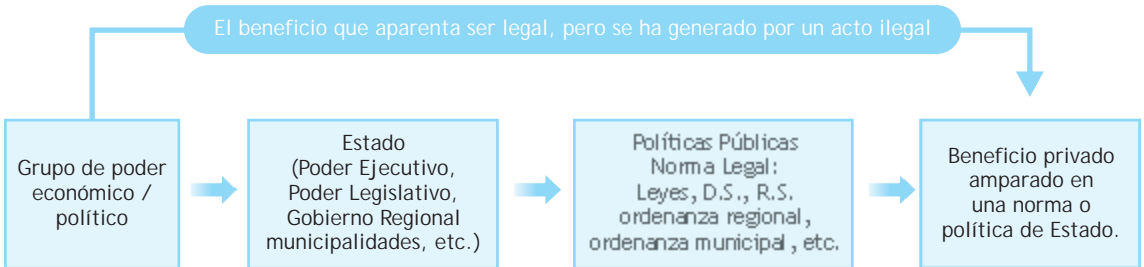 El beneficio que aparenta ser legal, pero se ha generado por un acto ilegal
Grupo de poder
económico /
político
Estado
(Poder Ejecutivo,
Poder Legislativo,
Gobierno Regional
municipalidades, etc.)
Políticas Públicas
Norma Legal:
Leyes, D.S., R.S.
ordenanza regional,
ordenanza municipal, etc.
Beneficio privado
amparado en
una norma o
política de Estado.